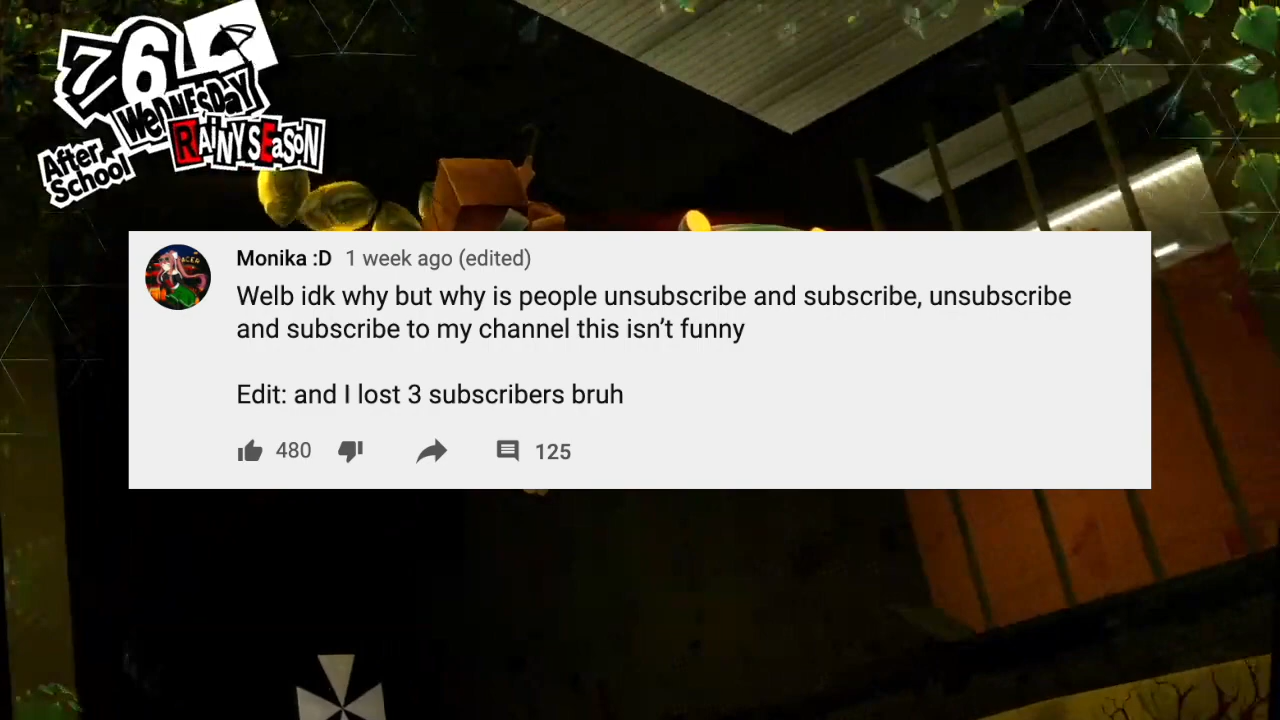 7 6
WeDNESDaY
RAiNY SEaSON
After
School
Monika :D 1 week ago (edited)
Welb idk why but why is people unsubscribe and subscribe, unsubscribe
and subscribe to my channel this isn’t funny
Edit: and I lost 3 subscribers bruh
480 125